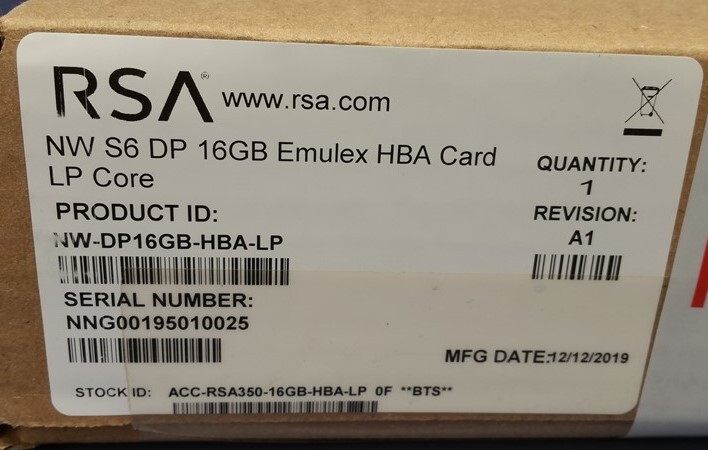 RSA® www.rsa.com
NW S6 DP 16GB Emulex HBA Card
LP Core
QUANTITY:
1
PRODUCT ID:
NW-DP16GB-HBA-LP
REVISION:
A1
SERIAL NUMBER:
NNG00195010025
MFG DATE:12/12/2019
STOCK ID: ACC-RSA350-16GB-HBA-LP 0F **BTS**